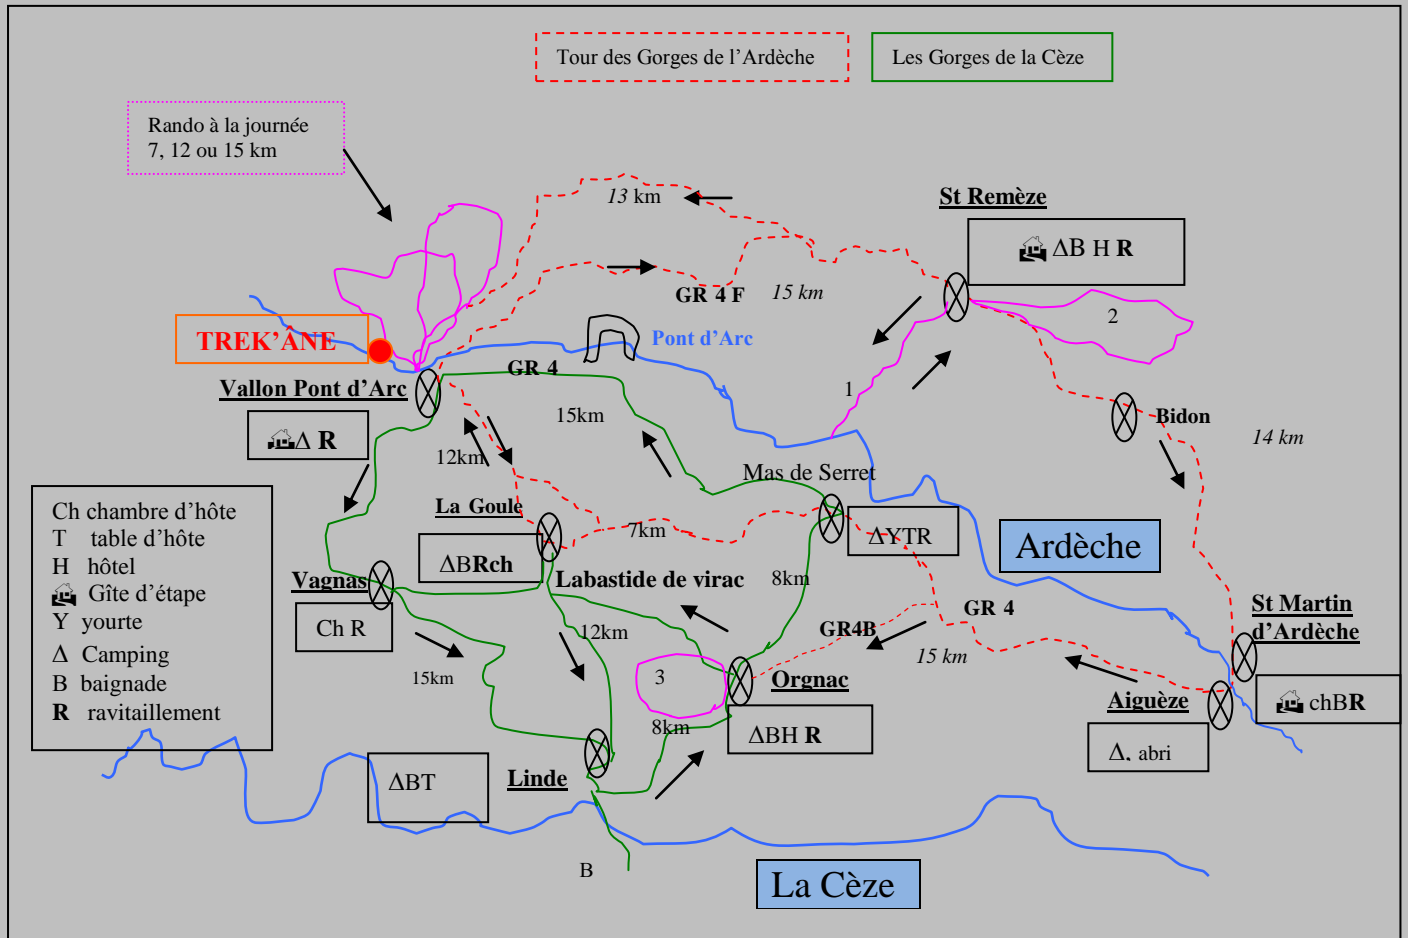 Tour des Gorges de l'Ardèche
Les Gorges de la Cèze
Rando à la journée
7, 12 ou 15 km
13 km
St Remèze
ΔB H R
GR 4 F
15 km
2
TREK'ÂNE
Pont d'Arc
GR 4
Vallon Pont d'Arc
1
Δ R
15km
Bidon
14 km
12km
Mas de Serret
La Goule
7km
ΔYTR
Ardèche
ΔBRch
Labastide de virac
8km
Vagnas
Ch R
12km
GR4B
GR 4
15 km
St Martin
d'Ardèche
Ch chambre d'hôte
T table d'hôte
H hôtel
Gîte d'étape
Y yourte
Δ Camping
B baignade
R ravitaillement
15km
3
Orgnac
Aiguèze
chBR
8km
ΔBH R
Δ. abri
Linde
ΔBT
B
La Cèze